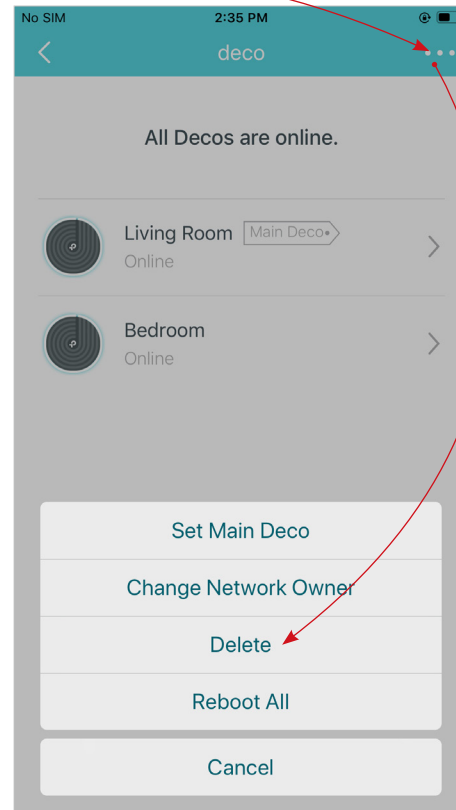 No SIM 2:35 PM
deco
All Decos are online.
Living Room Main Deco
Online
Bedroom
Online
Set Main Deco
Change Network Owner
Delete
Reboot All
Cancel